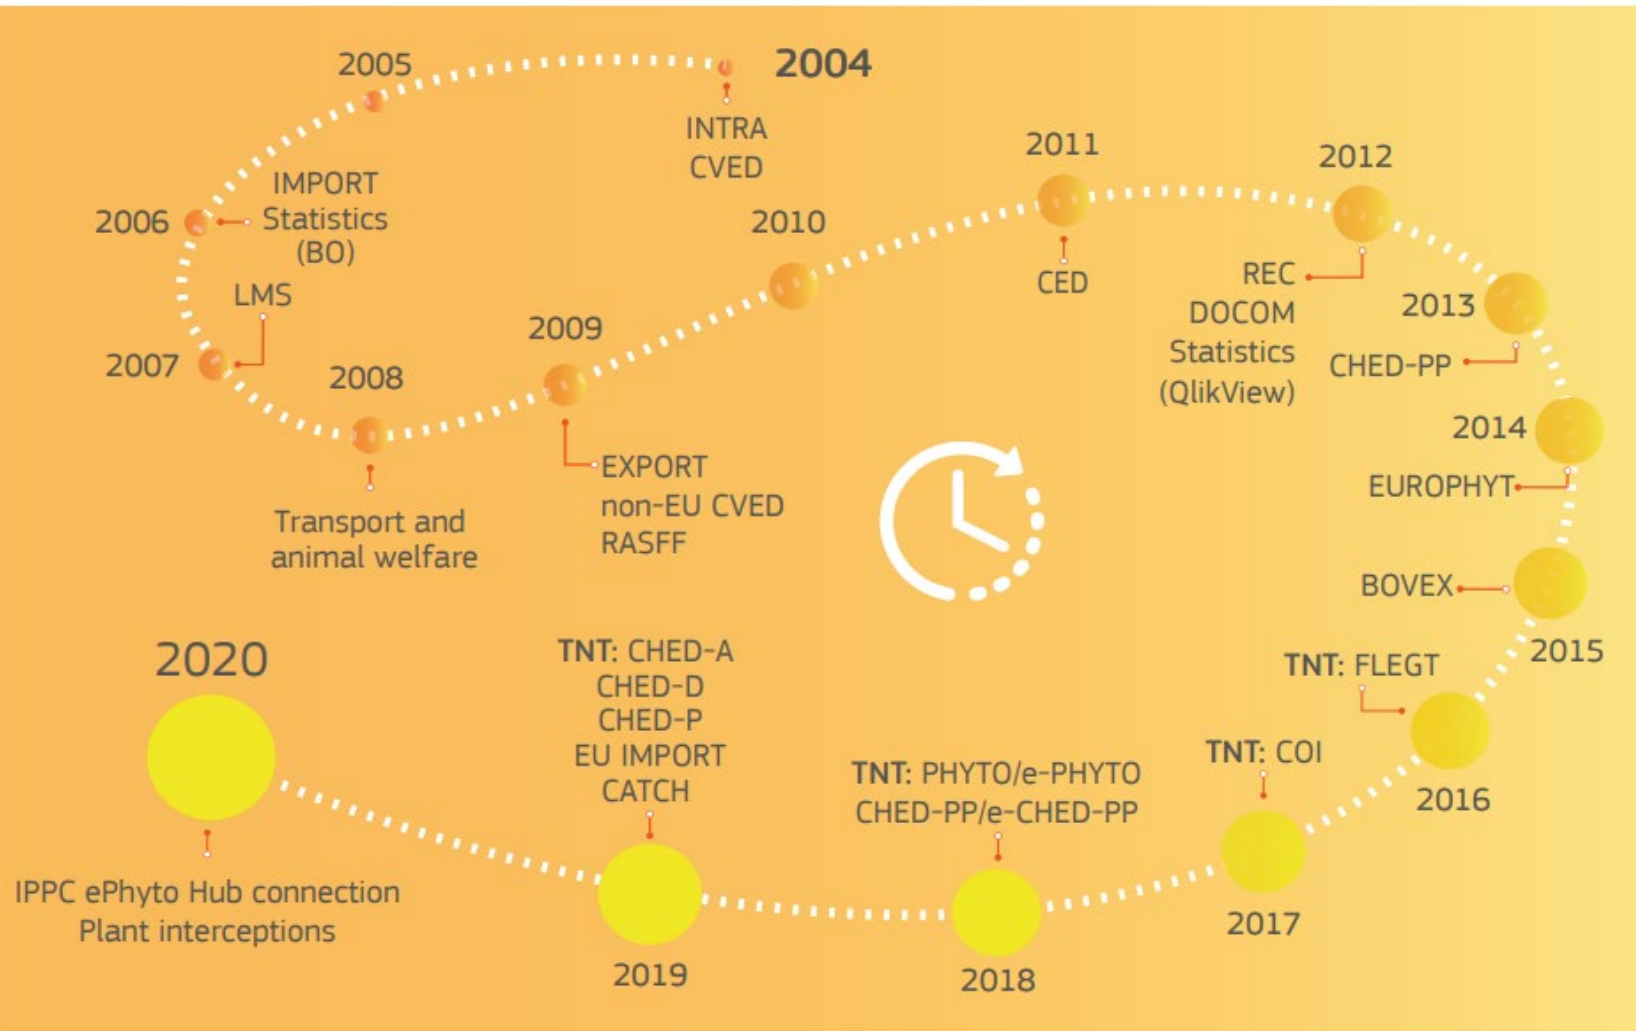 2004
INTRA
CVED
2005
2006
IMPORT
Statistics
(BO)
2007
LMS
2008
Transport and
animal welfare
2009
EXPORT
non-EU CVED
RASFF
2010
2011
CED
2012
REC
DOCOM
Statistics
(QlikView)
2013
CHED-PP
2014
EUROPHYT
BOVEX
2015
TNT: FLEGT
2016
TNT: COI
2017
TNT: PHYTO/e-PHYTO
CHED-PP/e-CHED-PP
2018
TNT: CHED-A
CHED-D
CHED-P
EU IMPORT
CATCH
2019
2020
IPPC ePhyto Hub connection
Plant interceptions